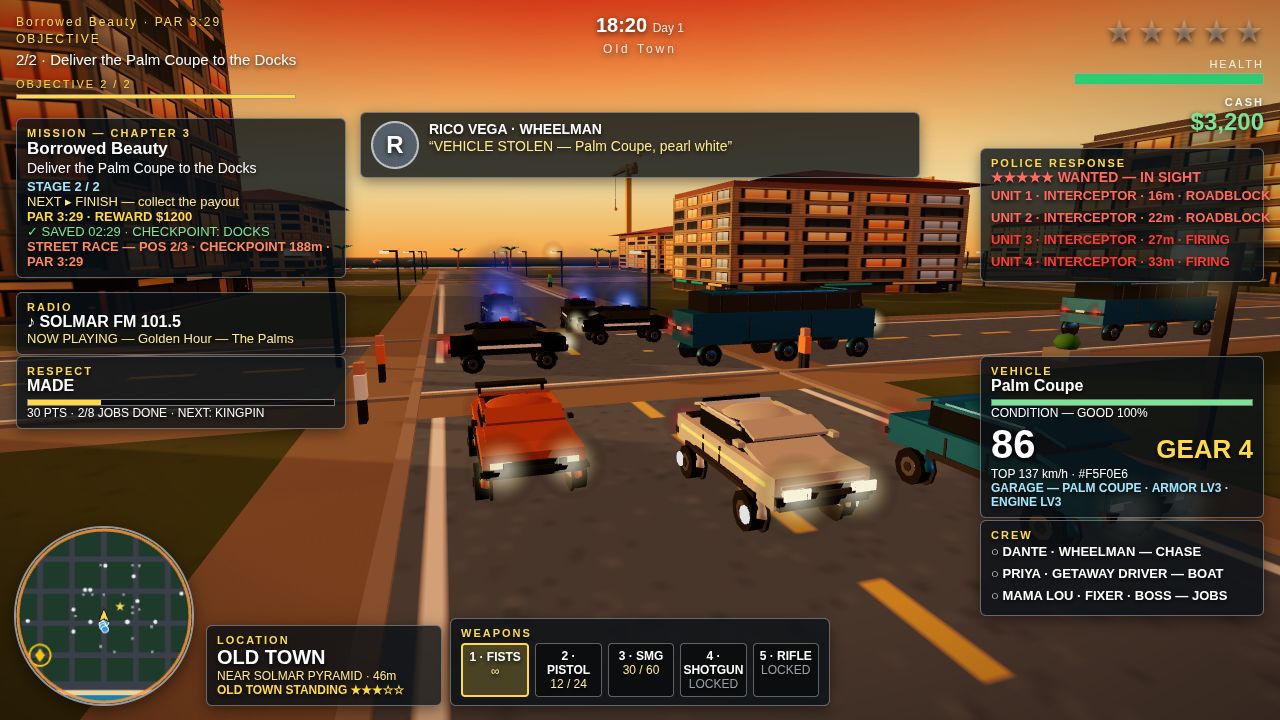 Borrowed Beauty · PAR 3:29
OBJECTIVE
2/2 · Deliver the Palm Coupe to the Docks
OBJECTIVE 2 / 2
18:20 Day 1
Old Town
HEALTH
CASH
$3,200
MISSION — CHAPTER 3
Borrowed Beauty
Deliver the Palm Coupe to the Docks
STAGE 2 / 2
NEXT ▸ FINISH — collect the payout
PAR 3:29 · REWARD $1200
✓ SAVED 02:29 · CHECKPOINT: DOCKS
STREET RACE — POS 2/3 · CHECKPOINT 188m ·
PAR 3:29
R
RICO VEGA · WHEELMAN
“VEHICLE STOLEN — Palm Coupe, pearl white”
POLICE RESPONSE
★★★★★ WANTED — IN SIGHT
UNIT 1 · INTERCEPTOR · 16m · ROADBLOCK
UNIT 2 · INTERCEPTOR · 22m · ROADBLOCK
UNIT 3 · INTERCEPTOR · 27m · FIRING
UNIT 4 · INTERCEPTOR · 33m · FIRING
RADIO
♪ SOLMAR FM 101.5
NOW PLAYING — Golden Hour — The Palms
RESPECT
MADE
30 PTS · 2/8 JOBS DONE · NEXT: KINGPIN
VEHICLE
Palm Coupe
CONDITION — GOOD 100%
86 GEAR 4
TOP 137 km/h · #F5F0E6
GARAGE — PALM COUPE · ARMOR LV3 ·
ENGINE LV3
CREW
○ DANTE · WHEELMAN — CHASE
○ PRIYA · GETAWAY DRIVER — BOAT
○ MAMA LOU · FIXER · BOSS — JOBS
LOCATION
OLD TOWN
NEAR SOLMAR PYRAMID · 46m
OLD TOWN STANDING ★★★☆☆
WEAPONS
1 · FISTS
∞
2 ·
PISTOL
12 / 24
3 · SMG
30 / 60
4 ·
SHOTGUN
LOCKED
5 · RIFLE
LOCKED